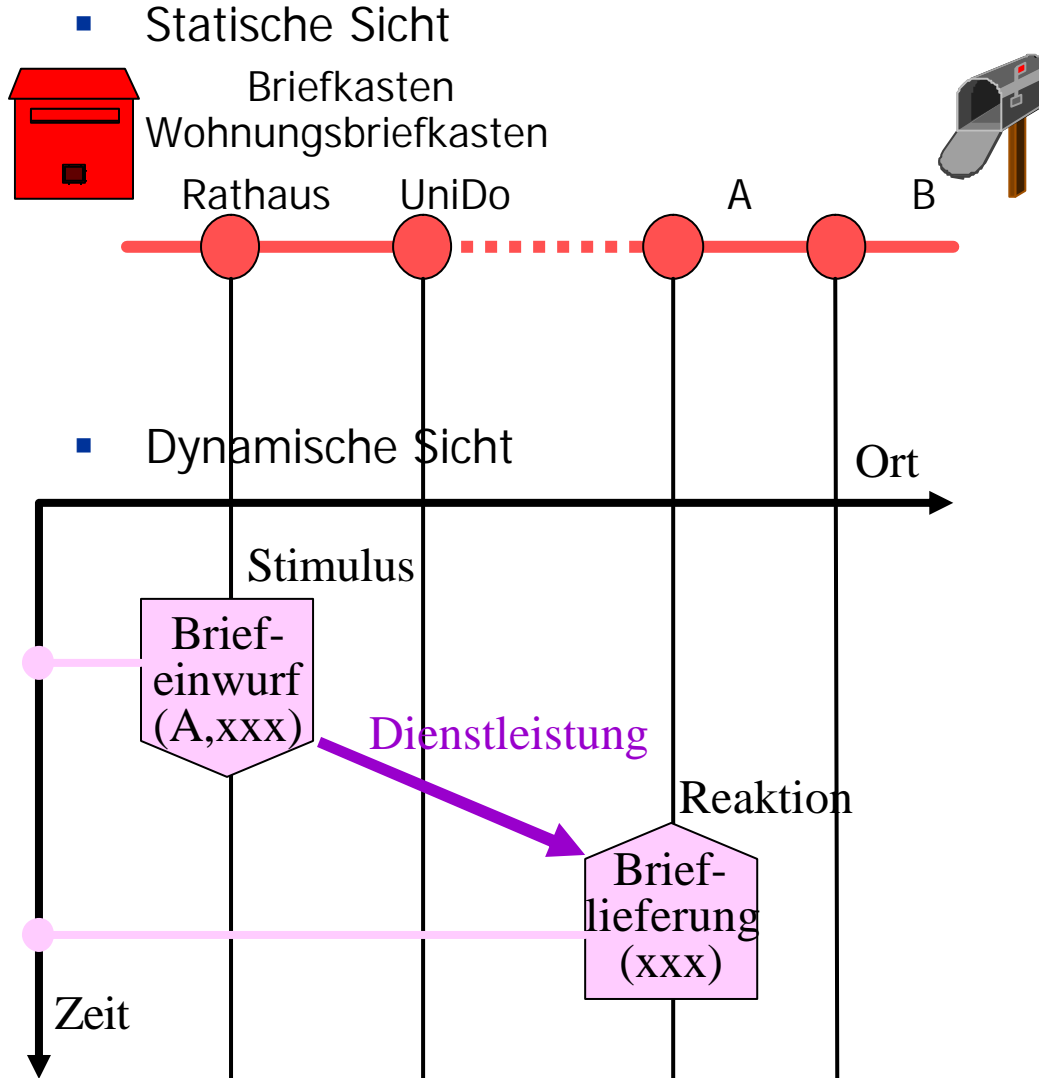 ▪ Statische Sicht
Briefkasten
Wohnungsbriefkasten
Rathaus UniDo A B
▪ Dynamische Sicht
Ort
Stimulus
Brief-
einwurf
(A,xxx)
Dienstleistung
Reaktion
Brief-
lieferung
(xxx)
Zeit